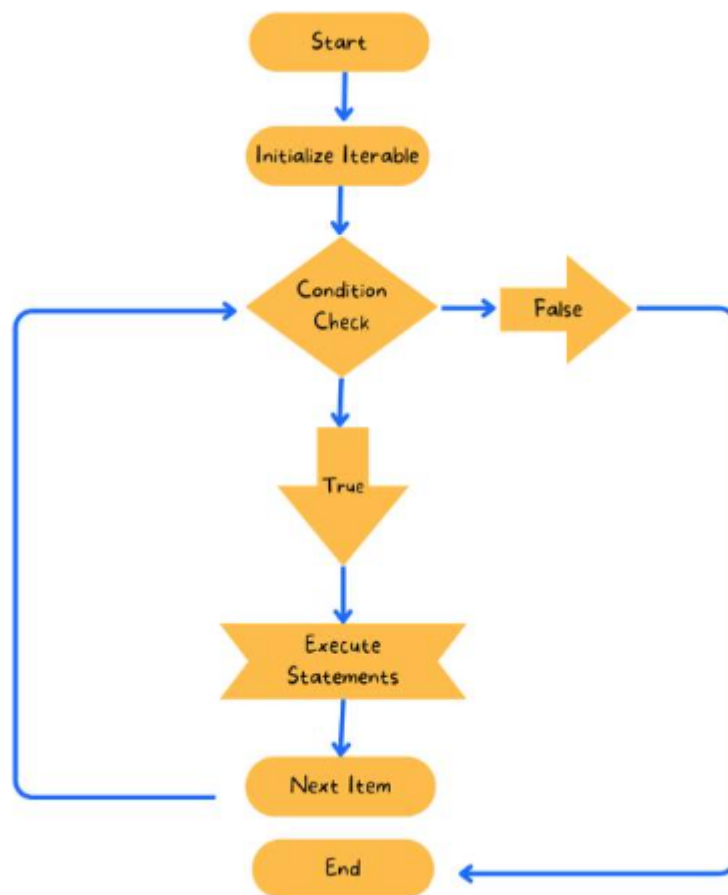 Start
Initialize Iterable
Condition
Check
False
True
Execute
Statements
Next Item
End